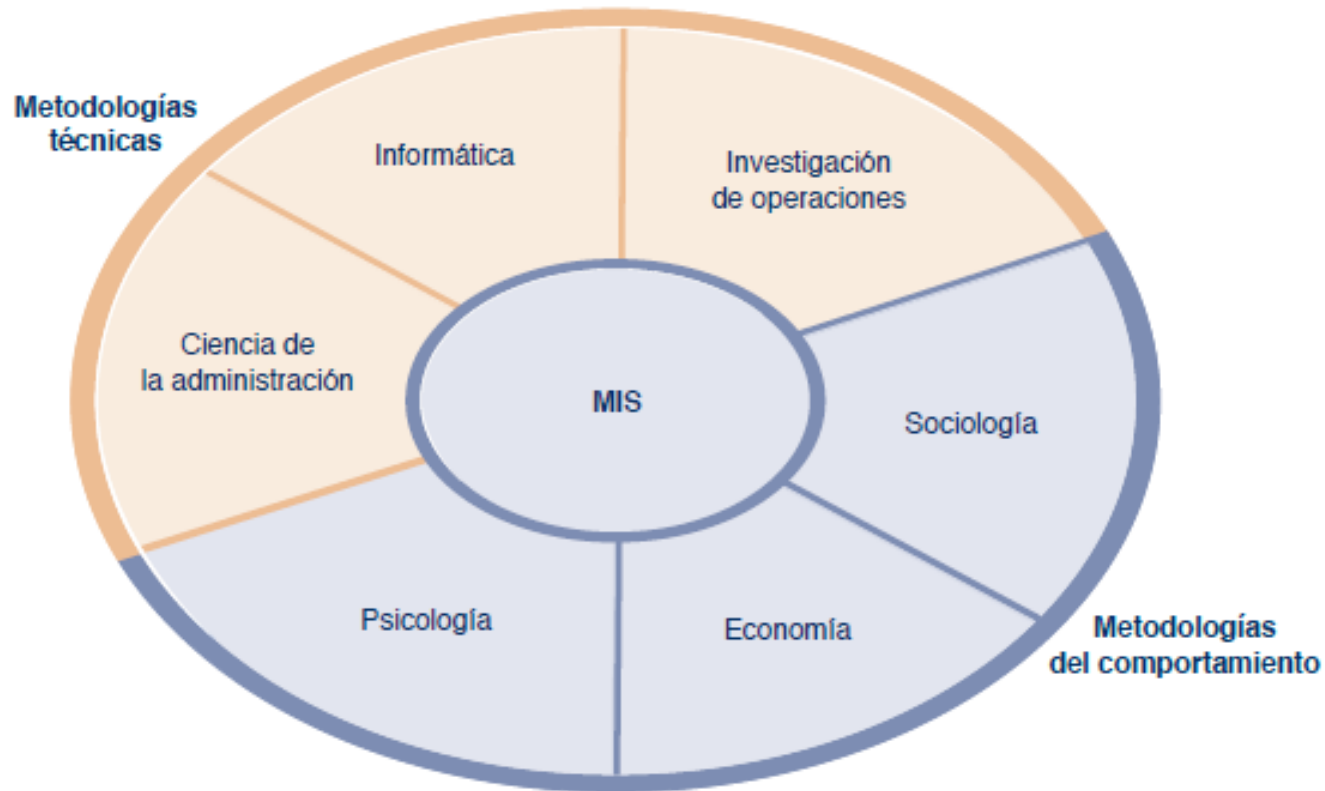 Metodologías
técnicas
Informática
Investigación
de operaciones
Ciencia de
la administración
MIS
Sociología
Psicología
Economía
Metodologías
del comportamiento